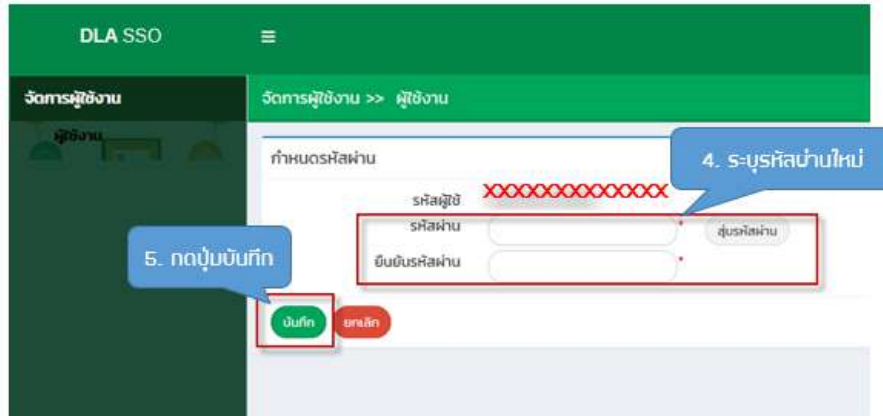 DLA SSO
จัดการผู้ใช้งาน
จัดการผู้ใช้งาน >> ผู้ใช้งาน
ผู้ใช้งาน
กำหนดรหัสผ่าน
4. ระบุรหัสผ่านใหม่
รหัสผู้ใช้ XXXXXXXXXXXXXX
รหัสผ่าน * สุ่มรหัสผ่าน
ยืนยันรหัสผ่าน *
5. กดปุ่มบันทึก
บันทึก ยกเลิก